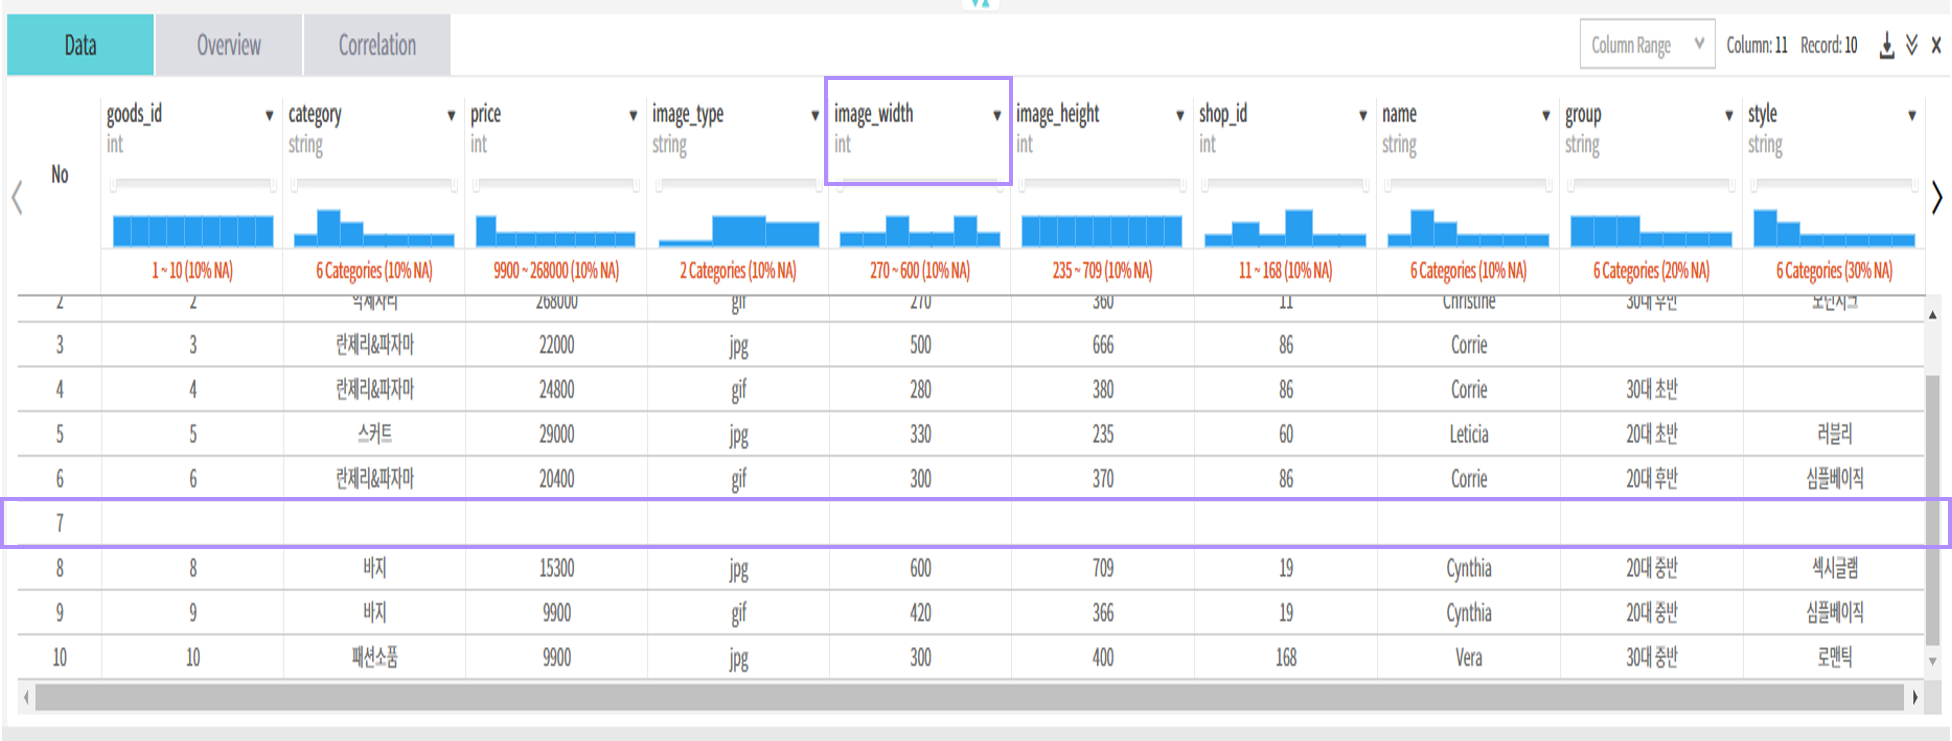 Data Overview Correlation Column Range Column: 11 Record: 10
goods_id category price image_type image_width image_height shop_id name group style
int string int string int int int string string string
No
1 ~ 10 (10% NA) 6 Categories (10% NA) 9900 ~ 268000 (10% NA) 2 Categories (10% NA) 270 ~ 600 (10% NA) 235 ~ 709 (10% NA) 11 ~ 168 (10% NA) 6 Categories (10% NA) 6 Categories (20% NA) 6 Categories (30% NA)
2 2 악세사리 268000 gif 270 360 11 Christine 30대 후반 모던시크
3 3 란제리&파자마 22000 jpg 500 666 86 Corrie
4 4 란제리&파자마 24800 gif 280 380 86 Corrie 30대 초반
5 5 스커트 29000 jpg 330 235 60 Leticia 20대 초반 러블리
6 6 란제리&파자마 20400 gif 300 370 86 Corrie 20대 후반 심플베이직
7
8 8 바지 15300 jpg 600 709 19 Cynthia 20대 중반 섹시글램
9 9 바지 9900 gif 420 366 19 Cynthia 20대 중반 심플베이직
10 10 패션소품 9900 jpg 300 400 168 Vera 30대 중반 로맨틱